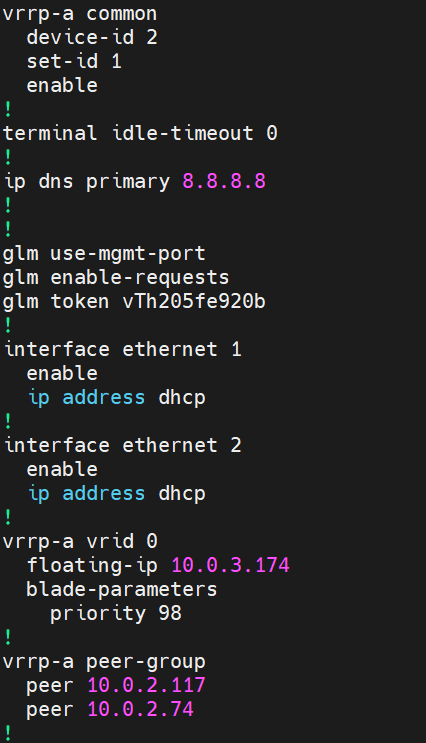 vrrp-a common
  device-id 2
  set-id 1
  enable
!
terminal idle-timeout 0
!
ip dns primary 8.8.8.8
!
!
glm use-mgmt-port
glm enable-requests
glm token vTh205fe920b
!
interface ethernet 1
  enable
  ip address dhcp
!
interface ethernet 2
  enable
  ip address dhcp
!
vrrp-a vrid 0
  floating-ip 10.0.3.174
  blade-parameters
    priority 98
!
vrrp-a peer-group
  peer 10.0.2.117
  peer 10.0.2.74
!